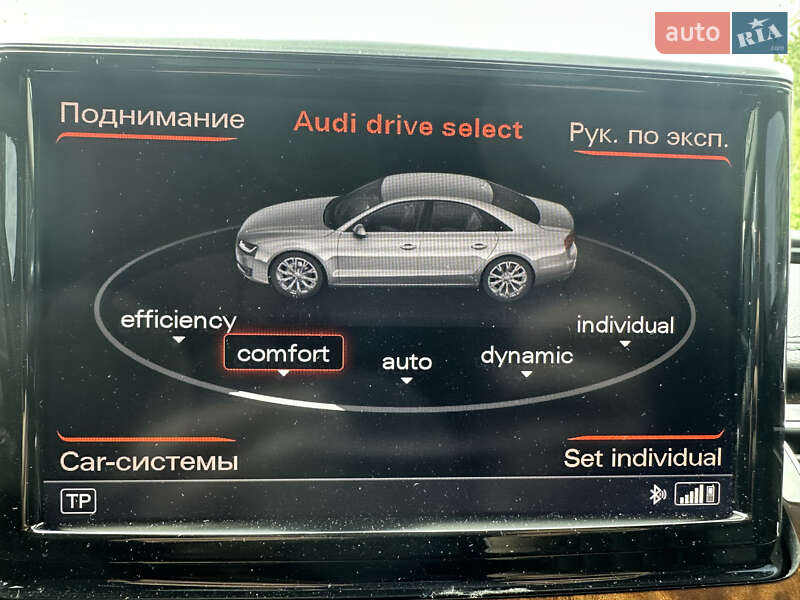 auto RIA
.com
Поднимание
Audi drive select
Рук. по эксп.
efficiency
comfort
auto
dynamic
individual
Car-системы
Set individual
TP